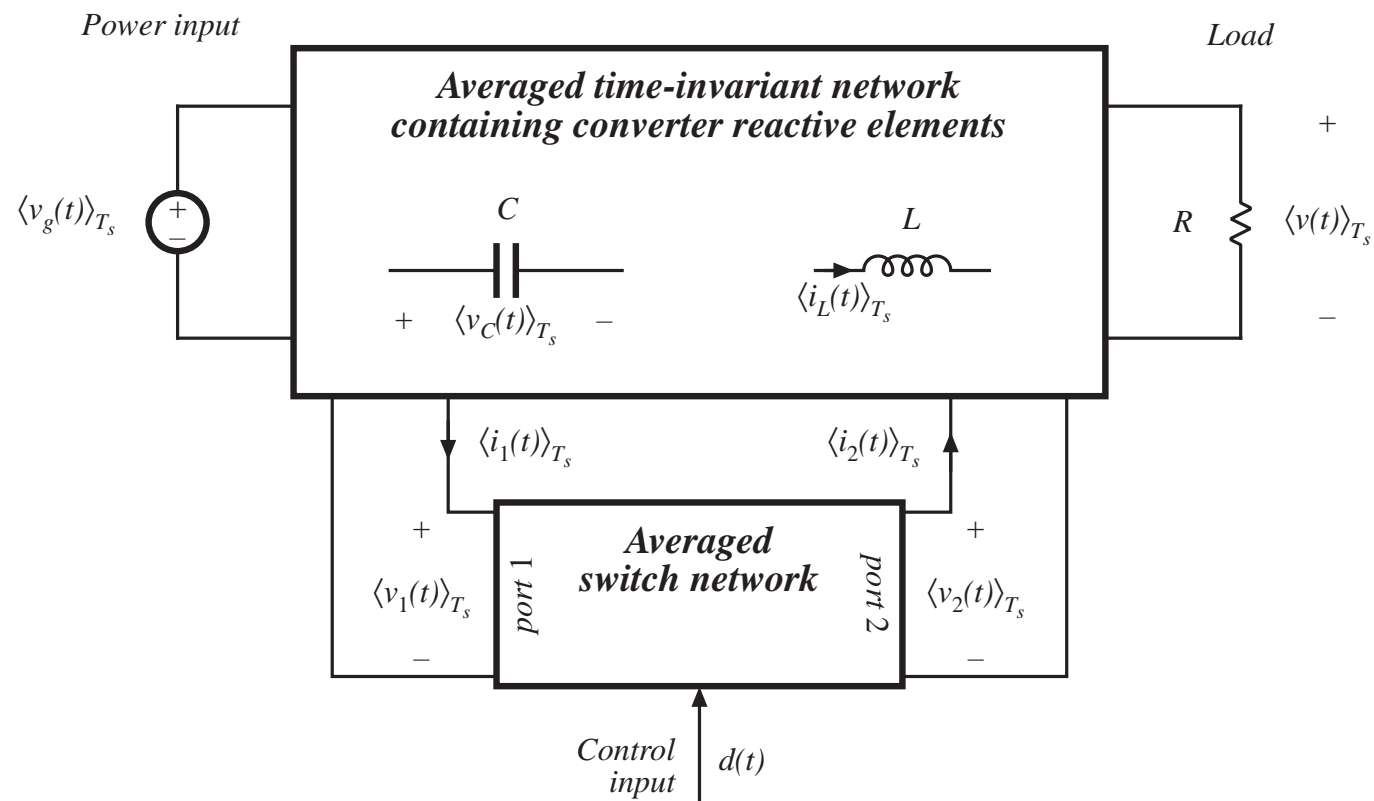 Power input
Load
Averaged time-invariant network
containing converter reactive elements
+
⟨v_g(t)⟩_{T_s}
+
–
C
L
R
⟨v(t)⟩_{T_s}
+
⟨v_C(t)⟩_{T_s}
–
⟨i_L(t)⟩_{T_s}
–
⟨i_1(t)⟩_{T_s}
⟨i_2(t)⟩_{T_s}
+
Averaged
switch network
+
port 1
port 2
⟨v_1(t)⟩_{T_s}
⟨v_2(t)⟩_{T_s}
–
–
Control
input
d(t)